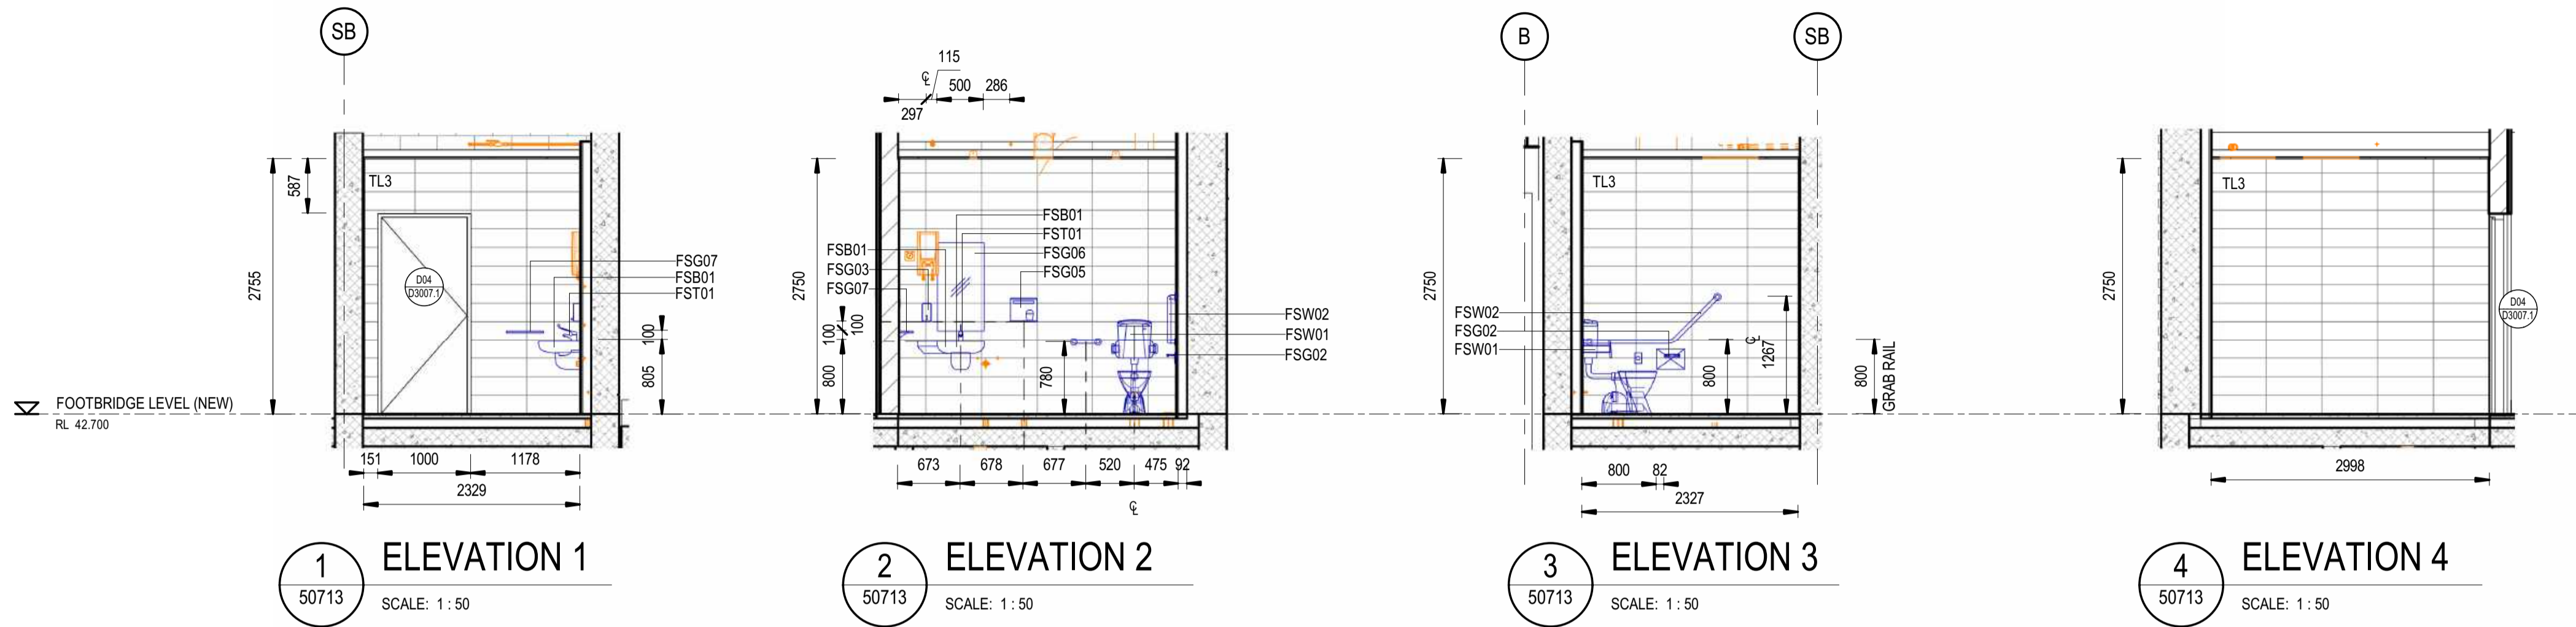 SB
587
TL3
2755
D04
D3007.1
FSG07
FSB01
FST01
100
805
FOOTBRIDGE LEVEL (NEW)
RL 42.700
151 1000 1178
2329
1
50713
ELEVATION 1
SCALE: 1 : 50
115
℄
500 286
297
FSB01
FST01
FSG06
FSG05
FSB01
FSG03
FSG07
2750
100
100
800
780
FSW02
FSW01
FSG02
673 678 677 520 475 92
℄
2
50713
ELEVATION 2
SCALE: 1 : 50
B
SB
TL3
2750
FSW02
FSG02
FSW01
800
℄
1267
800
GRAB RAIL
800 82
2327
3
50713
ELEVATION 3
SCALE: 1 : 50
TL3
2750
D04
D3007.1
2998
4
50713
ELEVATION 4
SCALE: 1 : 50